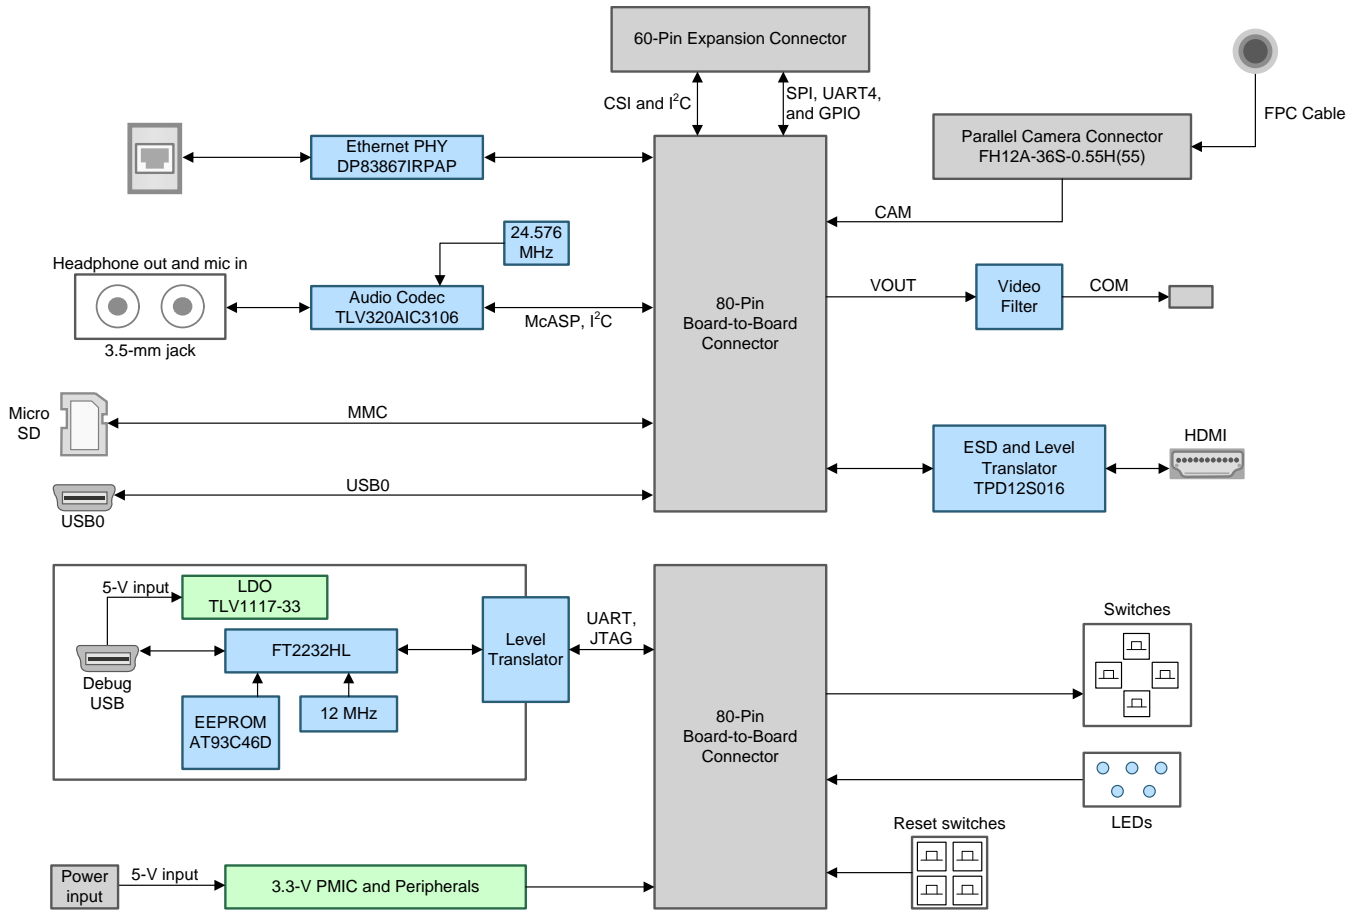 60-Pin Expansion Connector
CSI and I²C
SPI, UART4,
and GPIO
FPC Cable
Parallel Camera Connector
FH12A-36S-0.55H(55)
Ethernet PHY
DP83867IRPAP
CAM
24.576
MHz
Headphone out and mic in
Audio Codec
TLV320AIC3106
McASP, I²C
3.5-mm jack
80-Pin
Board-to-Board
Connector
VOUT
Video
Filter
COM
Micro
SD
MMC
USB0
USB0
ESD and Level
Translator
TPD12S016
HDMI
5-V input
LDO
TLV1117-33
FT2232HL
Debug
USB
EEPROM
AT93C46D
12 MHz
Level
Translator
UART,
JTAG
80-Pin
Board-to-Board
Connector
Switches
LEDs
Reset switches
Power
input
5-V input
3.3-V PMIC and Peripherals